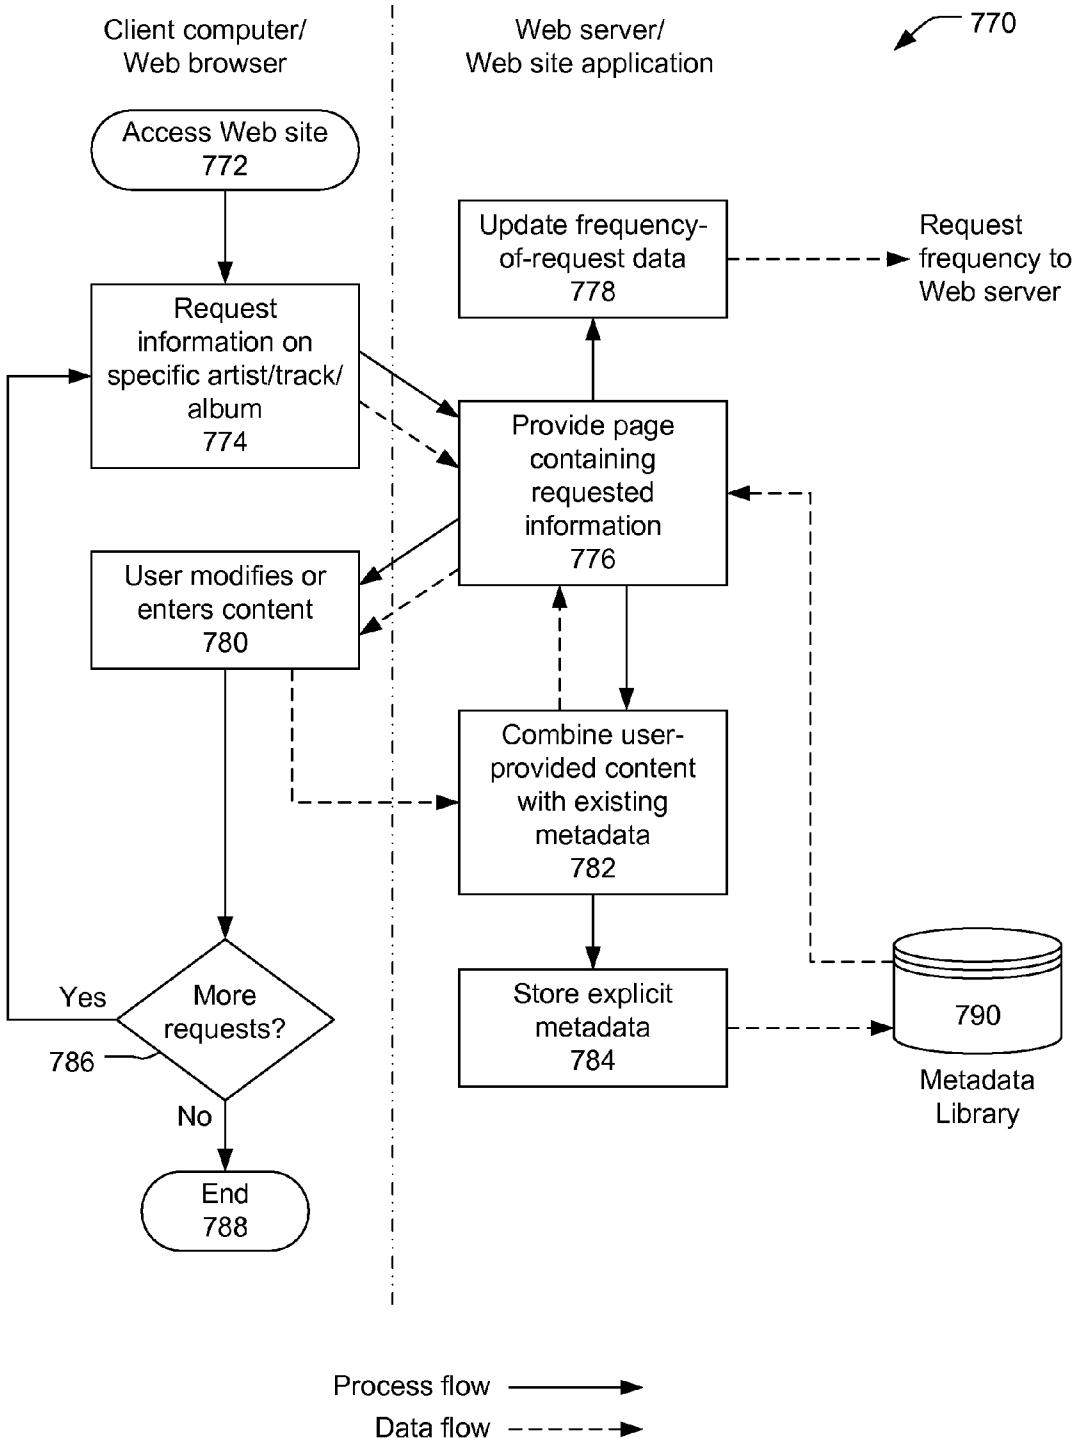 Client computer/
Web browser
Web server/
Web site application
770
Access Web site
772
Update frequency-
of-request data
778
Request
frequency to
Web server
Request
information on
specific artist/track/
album
774
Provide page
containing
requested
information
776
User modifies or
enters content
780
Combine user-
provided content
with existing
metadata
782
Store explicit
metadata
784
790
Metadata
Library
More
requests?
Yes
786
No
End
788
Process flow
Data flow